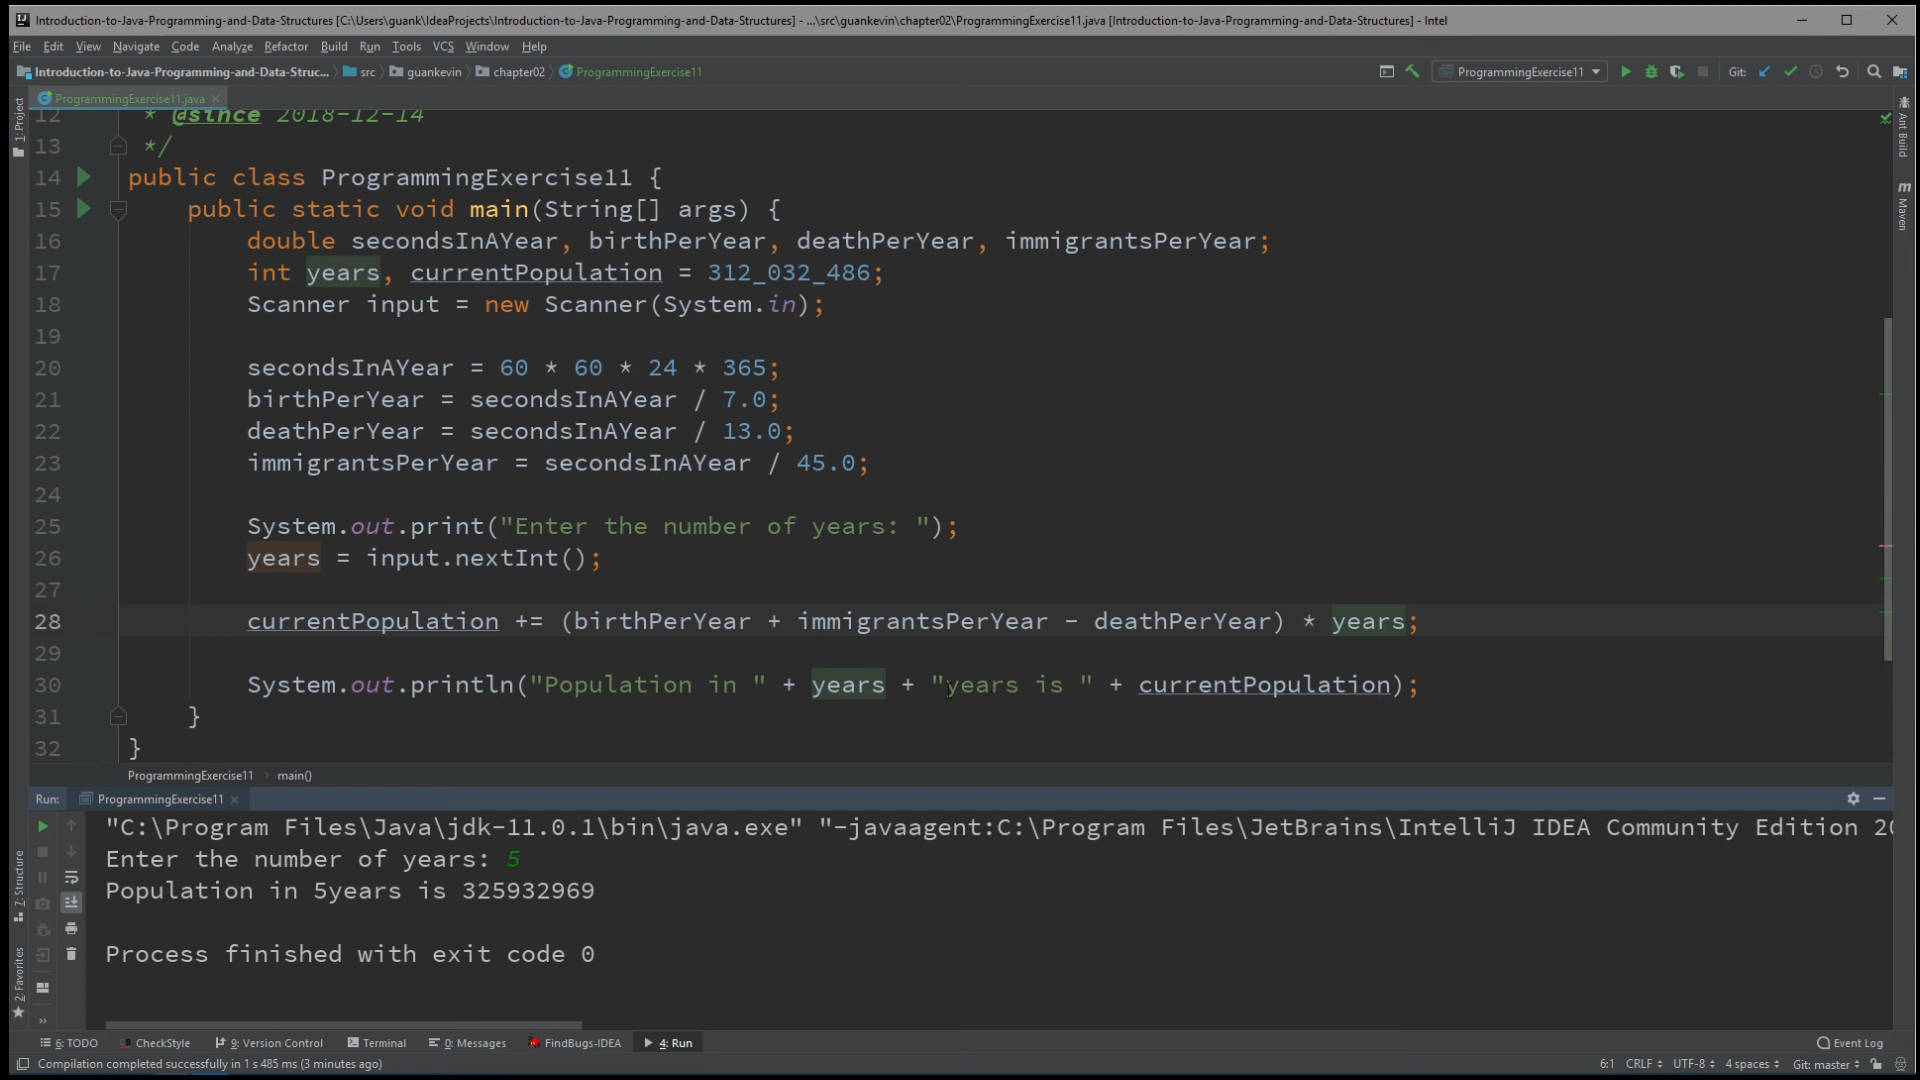 Introduction-to-Java-Programming-and-Data-Structures [C:\Users\guank\IdeaProjects\Introduction-to-Java-Programming-and-Data-Structures] - ...\src\guankevin\chapter02\ProgrammingExercise11.java [Introduction-to-Java-Programming-and-Data-Structures] - Intel
File Edit View Navigate Code Analyze Refactor Build Run Tools VCS Window Help
Introduction-to-Java-Programming-and-Data-Struc... src guankevin chapter02 ProgrammingExercise11 ProgrammingExercise11 Git:
1: Project
ProgrammingExercise11.java
Ant Build
Maven
12 * @since 2018-12-14
13 */
14 public class ProgrammingExercise11 {
15 public static void main(String[] args) {
16 double secondsInAYear, birthPerYear, deathPerYear, immigrantsPerYear;
17 int years, currentPopulation = 312_032_486;
18 Scanner input = new Scanner(System.in);
19
20 secondsInAYear = 60 * 60 * 24 * 365;
21 birthPerYear = secondsInAYear / 7.0;
22 deathPerYear = secondsInAYear / 13.0;
23 immigrantsPerYear = secondsInAYear / 45.0;
24
25 System.out.print("Enter the number of years: ");
26 years = input.nextInt();
27
28 currentPopulation += (birthPerYear + immigrantsPerYear - deathPerYear) * years;
29
30 System.out.println("Population in " + years + "years is " + currentPopulation);
31 }
32 }
ProgrammingExercise11 main()
Run: ProgrammingExercise11
"C:\Program Files\Java\jdk-11.0.1\bin\java.exe" "-javaagent:C:\Program Files\JetBrains\IntelliJ IDEA Community Edition 20
Enter the number of years: 5
Population in 5years is 325932969
Process finished with exit code 0
7: Structure
2: Favorites
6: TODO CheckStyle 9: Version Control Terminal 0: Messages FindBugs-IDEA 4: Run Event Log
Compilation completed successfully in 1 s 485 ms (3 minutes ago) 6:1 CRLF UTF-8 4 spaces Git: master